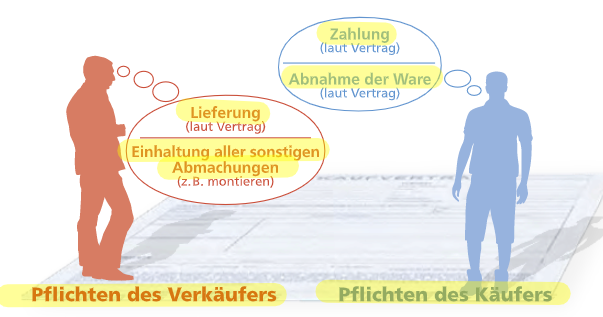 Zahlung
(laut Vertrag)
Abnahme der Ware
(laut Vertrag)
Lieferung
(laut Vertrag)
Einhaltung aller sonstigen
Abmachungen
(z. B. montieren)
KAUFVERTRAG
Pflichten des Verkäufers
Pflichten des Käufers